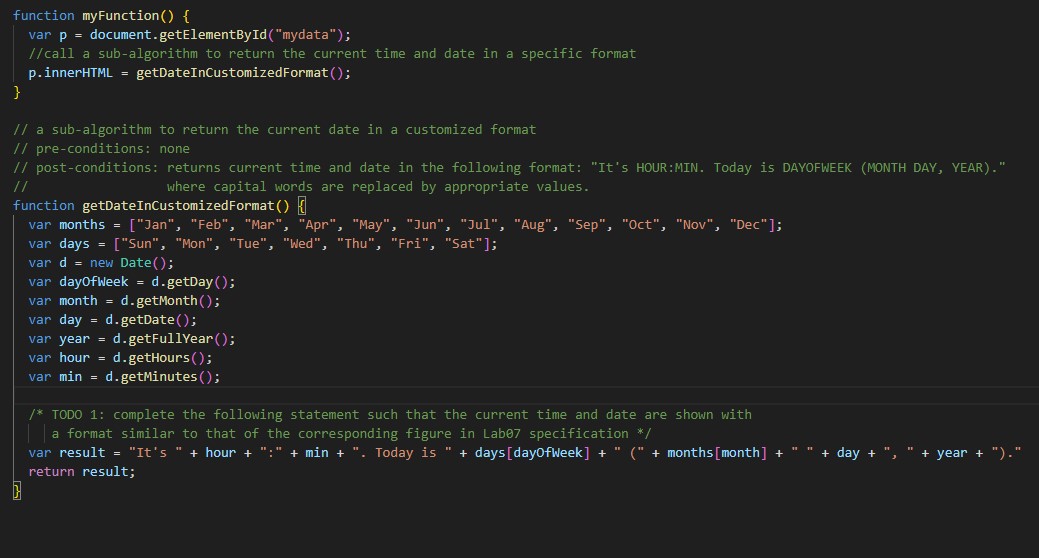 function myFunction() {
  var p = document.getElementById("mydata");
  //call a sub-algorithm to return the current time and date in a specific format
  p.innerHTML = getDateInCustomizedFormat();
}
// a sub-algorithm to return the current date in a customized format
// pre-conditions: none
// post-conditions: returns current time and date in the following format: "It's HOUR:MIN. Today is DAYOFWEEK (MONTH DAY, YEAR)."
//                  where capital words are replaced by appropriate values.
function getDateInCustomizedFormat() {
  var months = ["Jan", "Feb", "Mar", "Apr", "May", "Jun", "Jul", "Aug", "Sep", "Oct", "Nov", "Dec"];
  var days = ["Sun", "Mon", "Tue", "Wed", "Thu", "Fri", "Sat"];
  var d = new Date();
  var dayOfWeek = d.getDay();
  var month = d.getMonth();
  var day = d.getDate();
  var year = d.getFullYear();
  var hour = d.getHours();
  var min = d.getMinutes();
  /* TODO 1: complete the following statement such that the current time and date are shown with
     a format similar to that of the corresponding figure in Lab07 specification */
  var result = "It's " + hour + ":" + min + ". Today is " + days[dayOfWeek] + " (" + months[month] + " " + day + ", " + year + ")."
  return result;
}